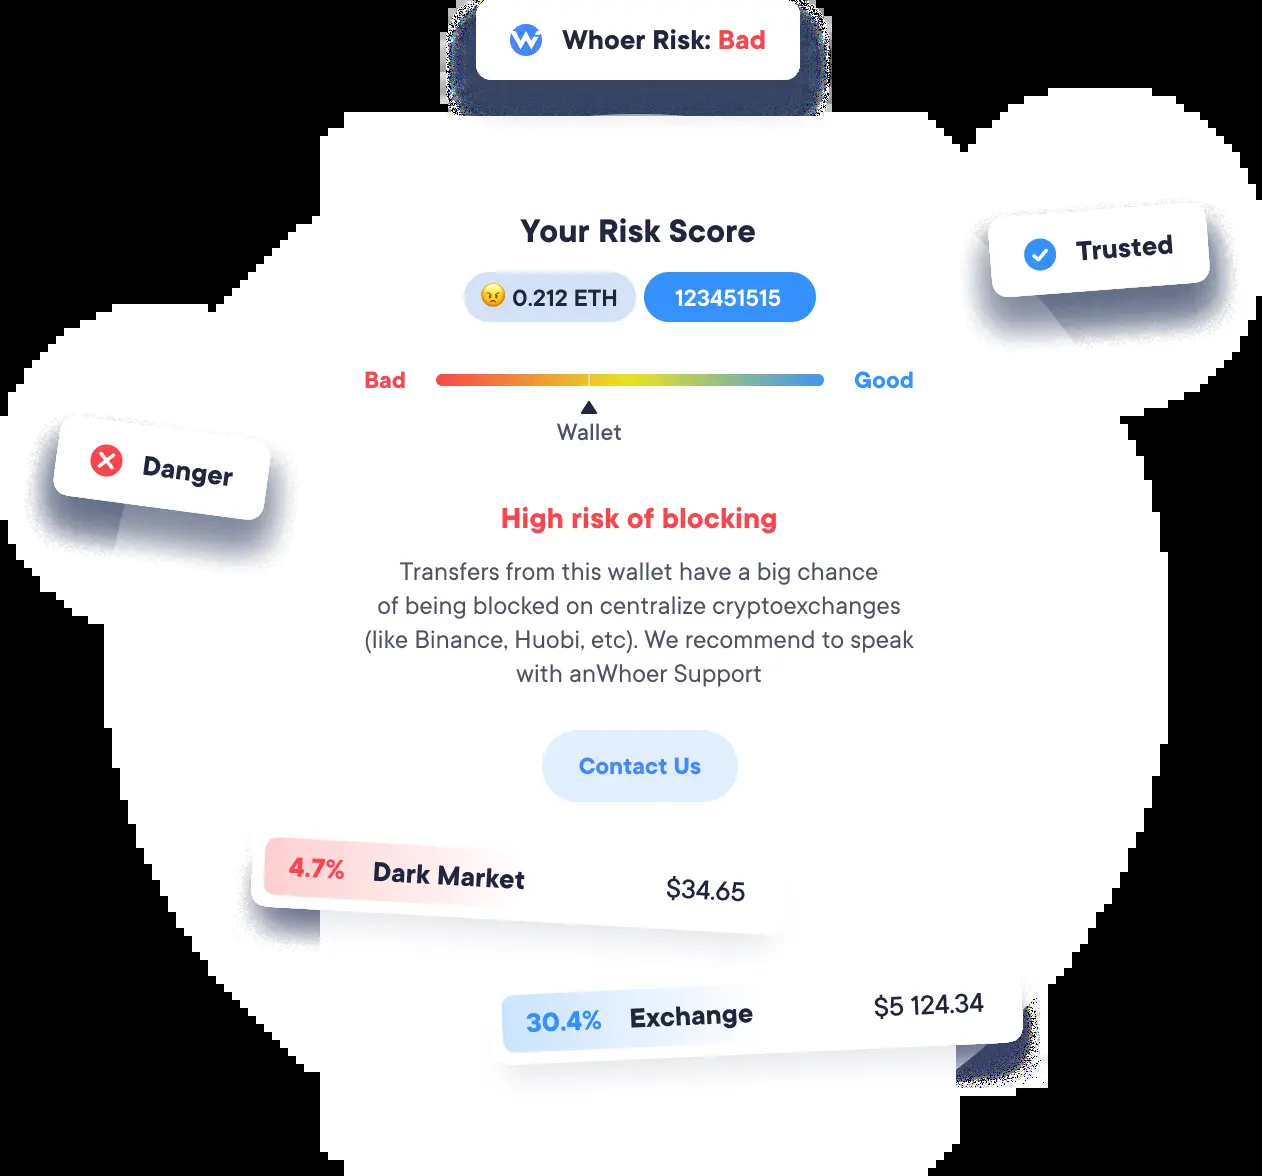 Whoer Risk: Bad
Trusted
Your Risk Score
0.212 ETH
123451515
Bad
Good
Wallet
Danger
High risk of blocking
Transfers from this wallet have a big chance
of being blocked on centralize cryptoexchanges
(like Binance, Huobi, etc). We recommend to speak
with anWhoer Support
Contact Us
4.7% Dark Market $34.65
30.4% Exchange $5 124.34